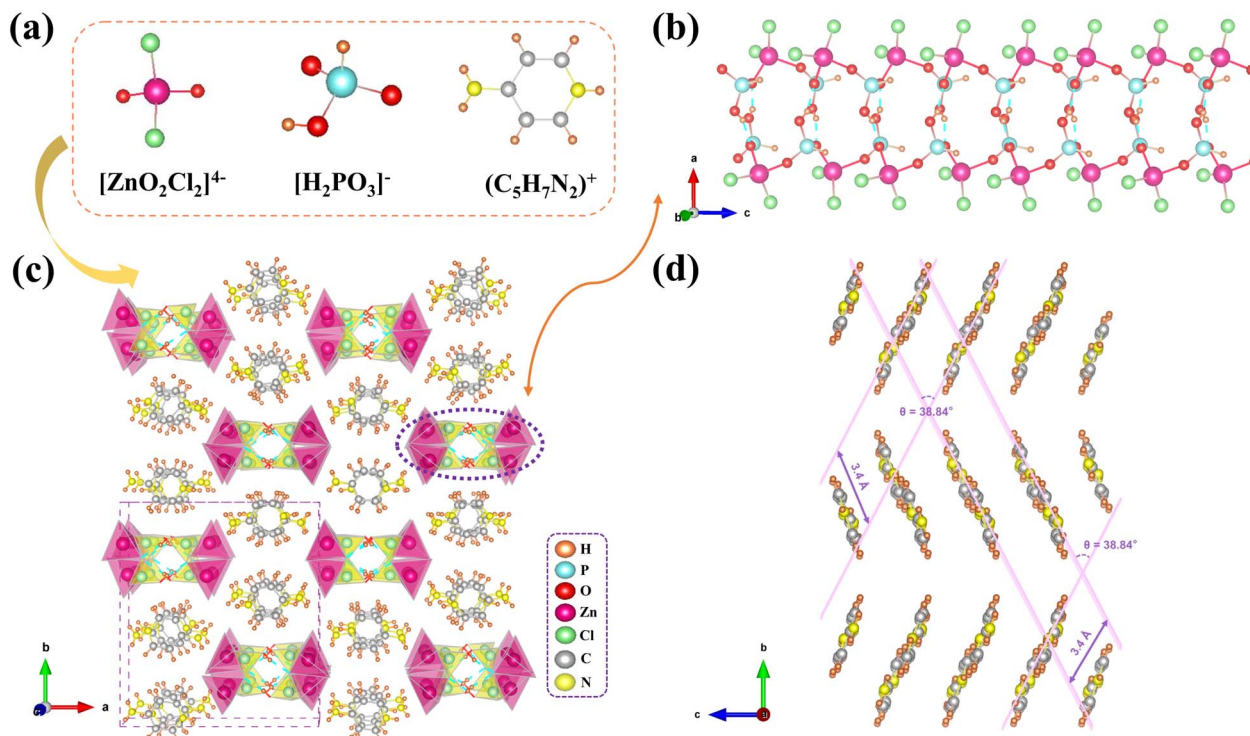 (a)
[ZnO₂Cl₂]⁴⁻
[H₂PO₃]⁻
(C₅H₇N₂)⁺
(b)
a
b
c
(c)
H
P
O
Zn
Cl
C
N
b
c
a
(d)
θ = 38.84°
3.4 Å
θ = 38.84°
3.4 Å
b
c
a